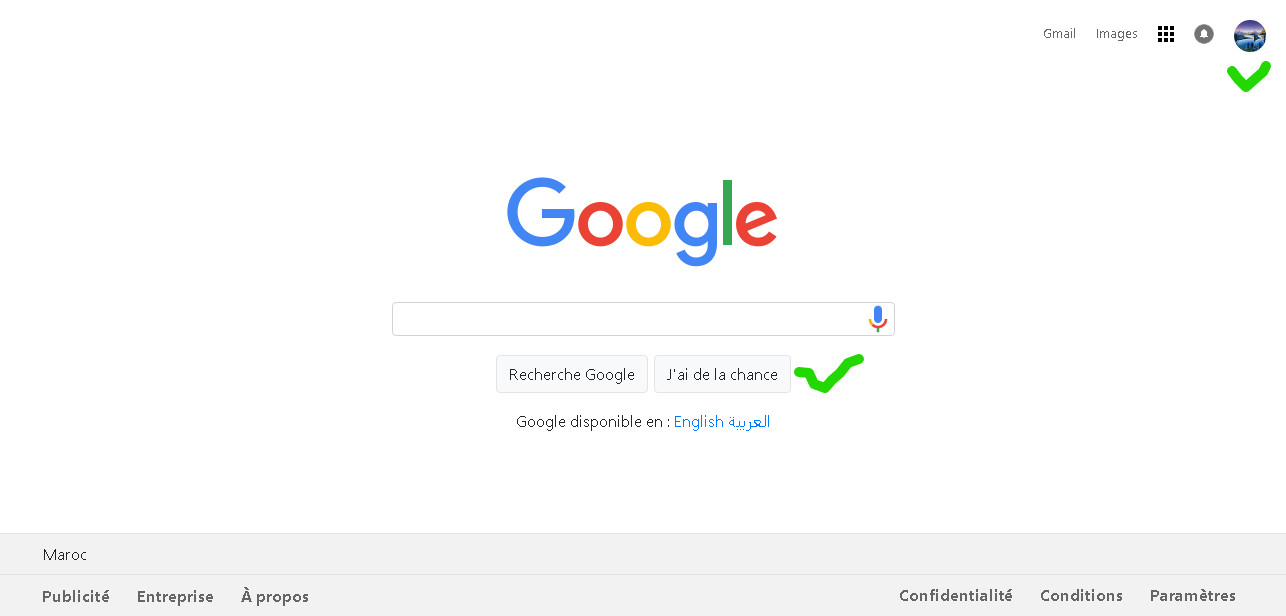 Gmail Images
Google
Recherche Google J'ai de la chance
Google disponible en : English العربية
Maroc
Publicité Entreprise À propos Confidentialité Conditions Paramètres